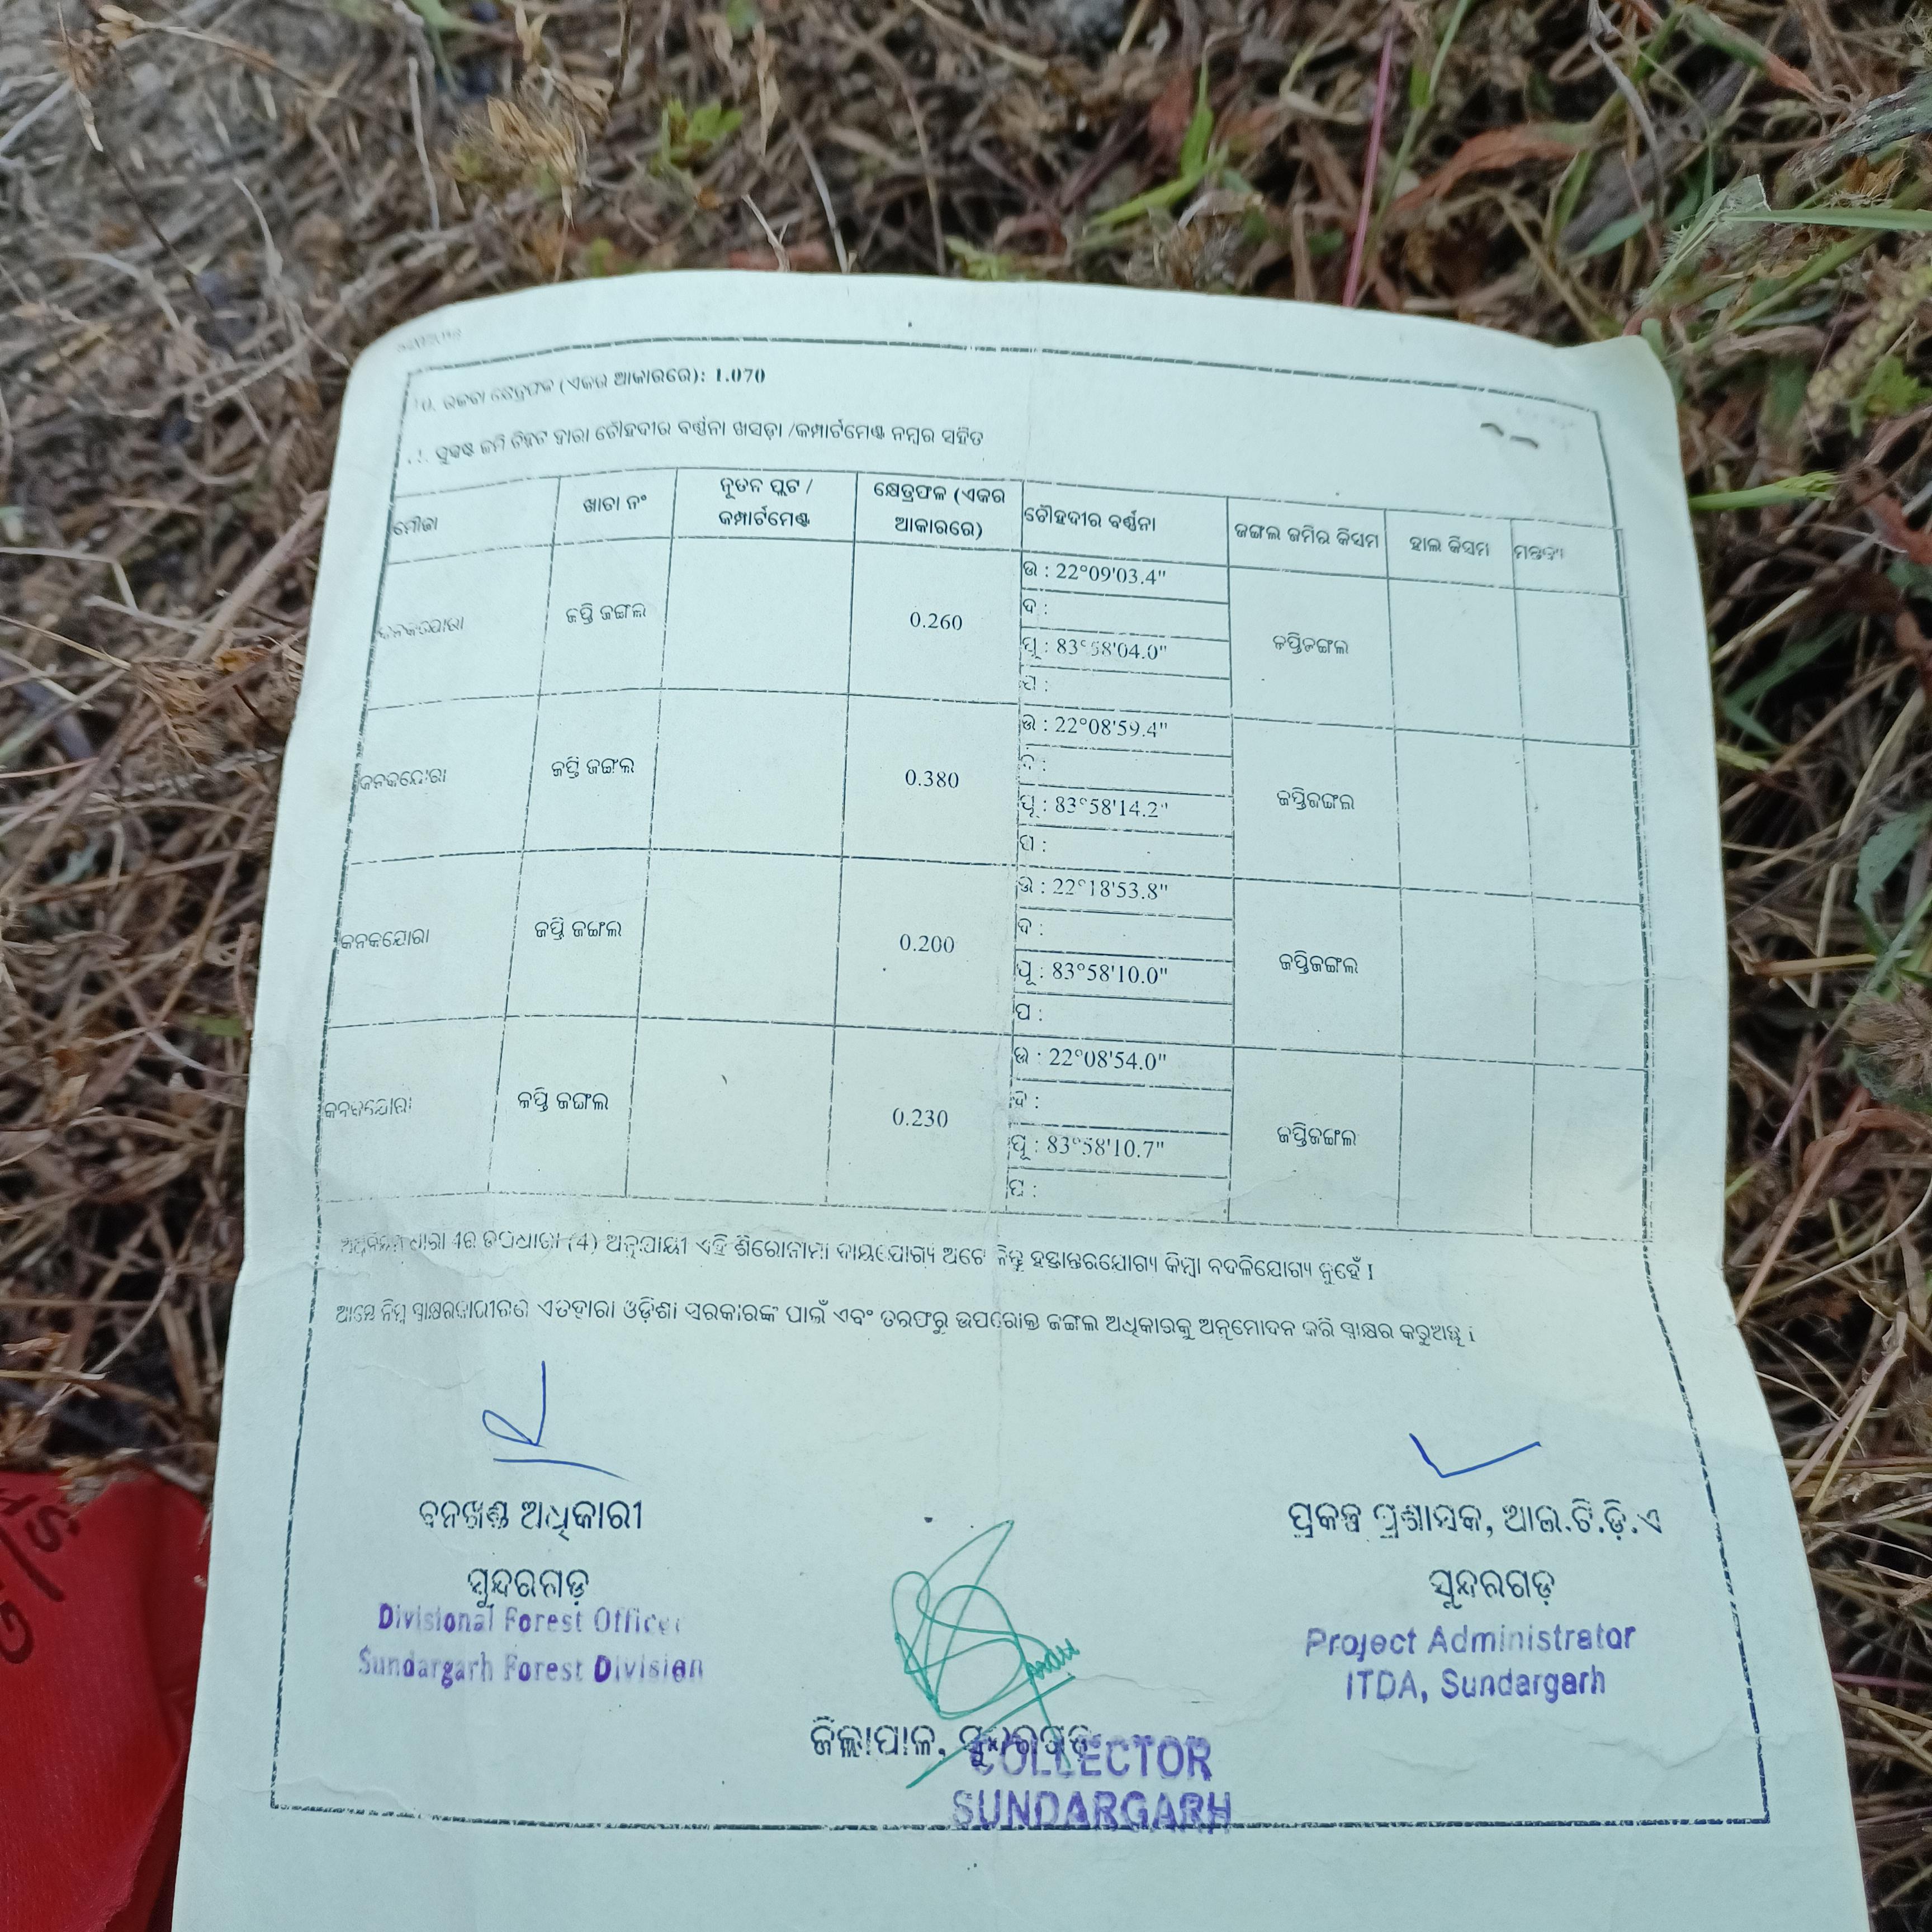 କ୍ଷେତ୍ରଫଳ (ଏକର ଆକାରରେ): 1.070
ଜମି ଚିହ୍ନଟ ଦ୍ୱାରା ଚୌହଦୀର ବର୍ଣ୍ଣନା ଖସଡ଼ା /କମ୍ପାର୍ଟମେଣ୍ଟ ନମ୍ବର ସହିତ
ମୌଜା ଖାତା ନଂ ନୂତନ ପ୍ଲଟ / କମ୍ପାର୍ଟମେଣ୍ଟ କ୍ଷେତ୍ରଫଳ (ଏକର ଆକାରରେ) ଚୌହଦୀର ବର୍ଣ୍ଣନା ଜଙ୍ଗଲ ଜମିର କିସମ ହାଲ କିସମ ମନ୍ତବ୍ୟ
ଜପ୍ତି ଜଙ୍ଗଲ 0.260 ଉ : 22°09'03.4" ଜପ୍ତିଜଙ୍ଗଲ
ଦ :
ପୂ : 83°58'04.0"
ପ :
ଜପ୍ତି ଜଙ୍ଗଲ 0.380 ଉ : 22°08'59.4" ଜପ୍ତିଜଙ୍ଗଲ
ଦ :
ପୂ : 83°58'14.2"
ପ :
କନକଯୋରା ଜପ୍ତି ଜଙ୍ଗଲ 0.200 ଉ : 22°18'53.8" ଜପ୍ତିଜଙ୍ଗଲ
ଦ :
ପୂ : 83°58'10.0"
ପ :
କନକଯୋରା ଜପ୍ତି ଜଙ୍ଗଲ 0.230 ଉ : 22°08'54.0" ଜପ୍ତିଜଙ୍ଗଲ
ଦ :
ପୂ : 83°58'10.7"
ପ :
ଧାରା 4ର ଉପଧାରା (4) ଅନୁଯାୟୀ ଏହି ଶିରୋନାମା ଦାୟଯୋଗ୍ୟ ଅଟେ କିନ୍ତୁ ହସ୍ତାନ୍ତରଯୋଗ୍ୟ କିମ୍ବା ବଦଳିଯୋଗ୍ୟ ନୁହେଁ I
ଆମ୍ଭେ ନିମ୍ନ ସ୍ୱାକ୍ଷରକାରୀଗଣ ଏତଦ୍ୱାରା ଓଡ଼ିଶା ସରକାରଙ୍କ ପାଇଁ ଏବଂ ତରଫରୁ ଉପରୋକ୍ତ ଜଙ୍ଗଲ ଅଧିକାରକୁ ଅନୁମୋଦନ କରି ସ୍ୱାକ୍ଷର କରୁଅଛୁ I
ବନଖଣ୍ଡ ଅଧିକାରୀ
ସୁନ୍ଦରଗଡ଼
Divisional Forest Officer
Sundargarh Forest Division
ପ୍ରକଳ୍ପ ପ୍ରଶାସକ, ଆଇ.ଟି.ଡ଼ି.ଏ
ସୁନ୍ଦରଗଡ଼
Project Administrator
ITDA, Sundargarh
ଜିଲ୍ଲାପାଳ, ସୁନ୍ଦରଗଡ଼
COLLECTOR
SUNDARGARH